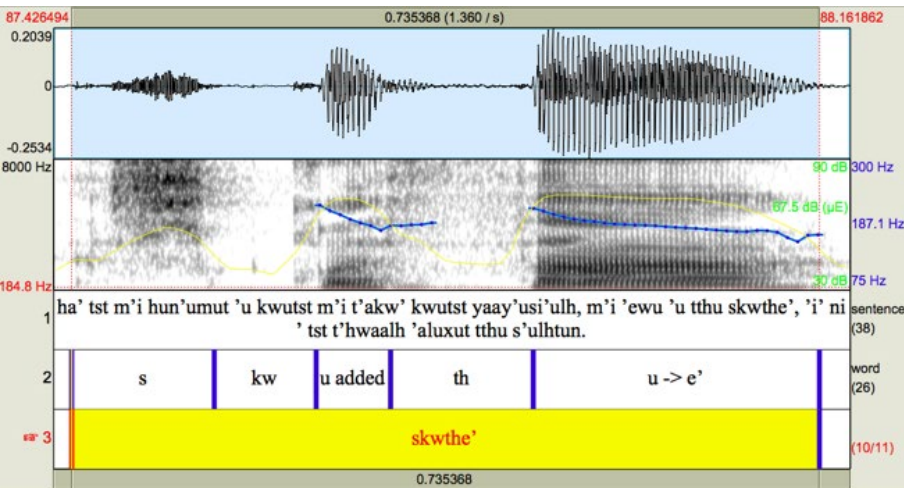 87.426494 0.735368 (1.360 / s) 88.161862
0.2039
0
-0.2534
8000 Hz 90 dB 300 Hz
67.5 dB (µE) 187.1 Hz
184.8 Hz 30 dB 75 Hz
1 ha’ tst m’i hun’umut ’u kwutst m’i t’akw’ kwutst yaay’usi’ulh, m’i ’ewu ’u tthu skwthe’, ’i’ ni sentence
’ tst t’hwaalh ’aluxut tthu s’ulhtun. (38)
2 s kw u added th u -> e’ word
(26)
☞ 3 skwthe’ (10/11)
0.735368